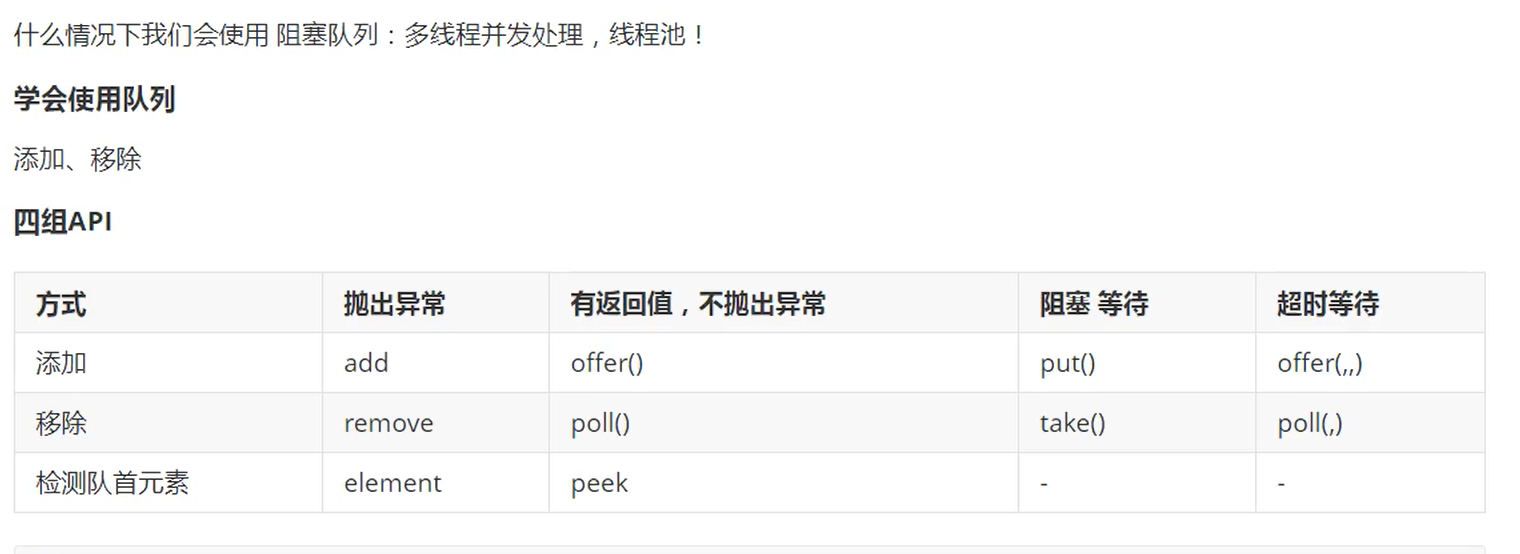 什么情况下我们会使用 阻塞队列：多线程并发处理，线程池！
学会使用队列
添加、移除
四组API
方式 抛出异常 有返回值，不抛出异常 阻塞 等待 超时等待
添加 add offer() put() offer(,,)
移除 remove poll() take() poll(,)
检测队首元素 element peek - -